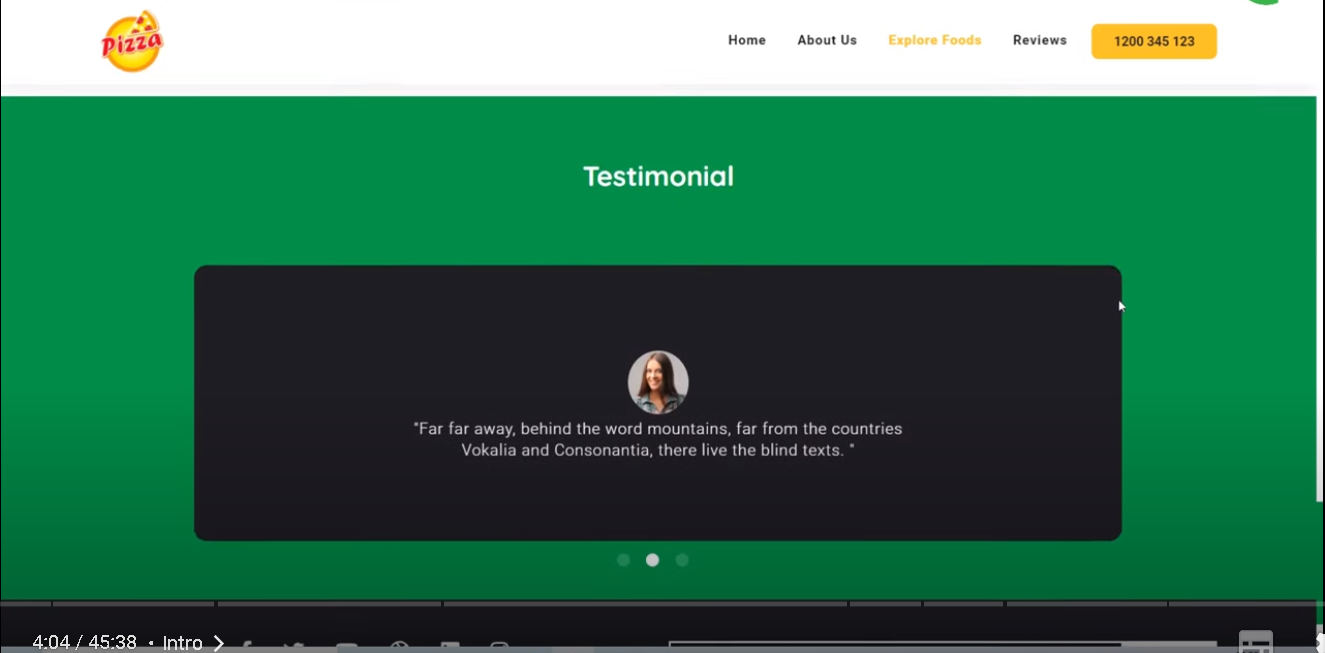 Pizza
Home About Us Explore Foods Reviews 1200 345 123
Testimonial
"Far far away, behind the word mountains, far from the countries
Vokalia and Consonantia, there live the blind texts. "
4:04 / 45:38 • Intro